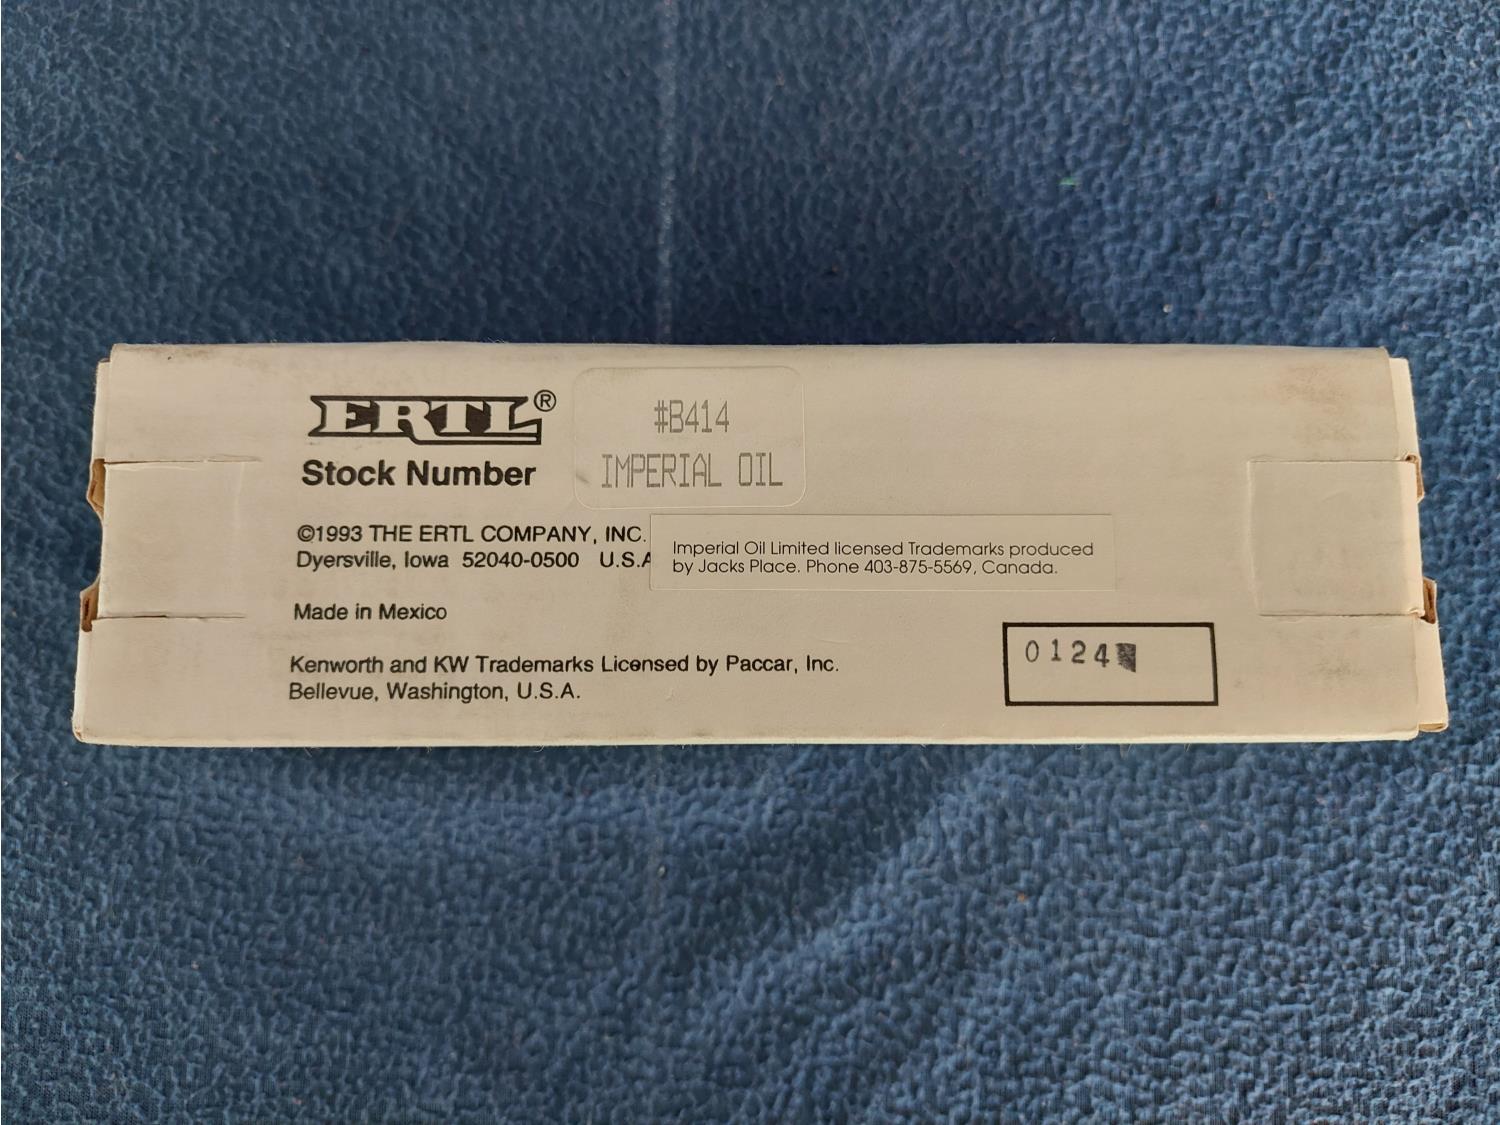 ERTL®
Stock Number
#B414
IMPERIAL OIL
©1993 THE ERTL COMPANY, INC.
Dyersville, Iowa 52040-0500 U.S.A
Imperial Oil Limited licensed Trademarks produced
by Jacks Place. Phone 403-875-5569, Canada.
Made in Mexico
Kenworth and KW Trademarks Licensed by Paccar, Inc.
Bellevue, Washington, U.S.A.
0124